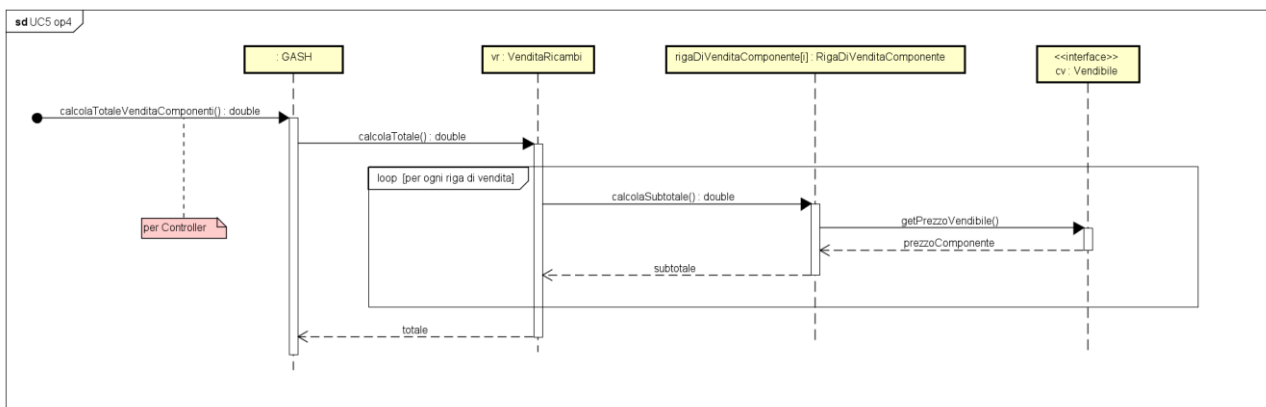 sd UC5 op4
: GASH
vr : VenditaRicambi
rigaDiVenditaComponente[i] : RigaDiVenditaComponente
<<interface>>
cv : Vendibile
calcolaTotaleVenditaComponenti() : double
calcolaTotale() : double
loop [per ogni riga di vendita]
calcolaSubtotale() : double
per Controller
getPrezzoVendibile()
prezzoComponente
subtotale
totale